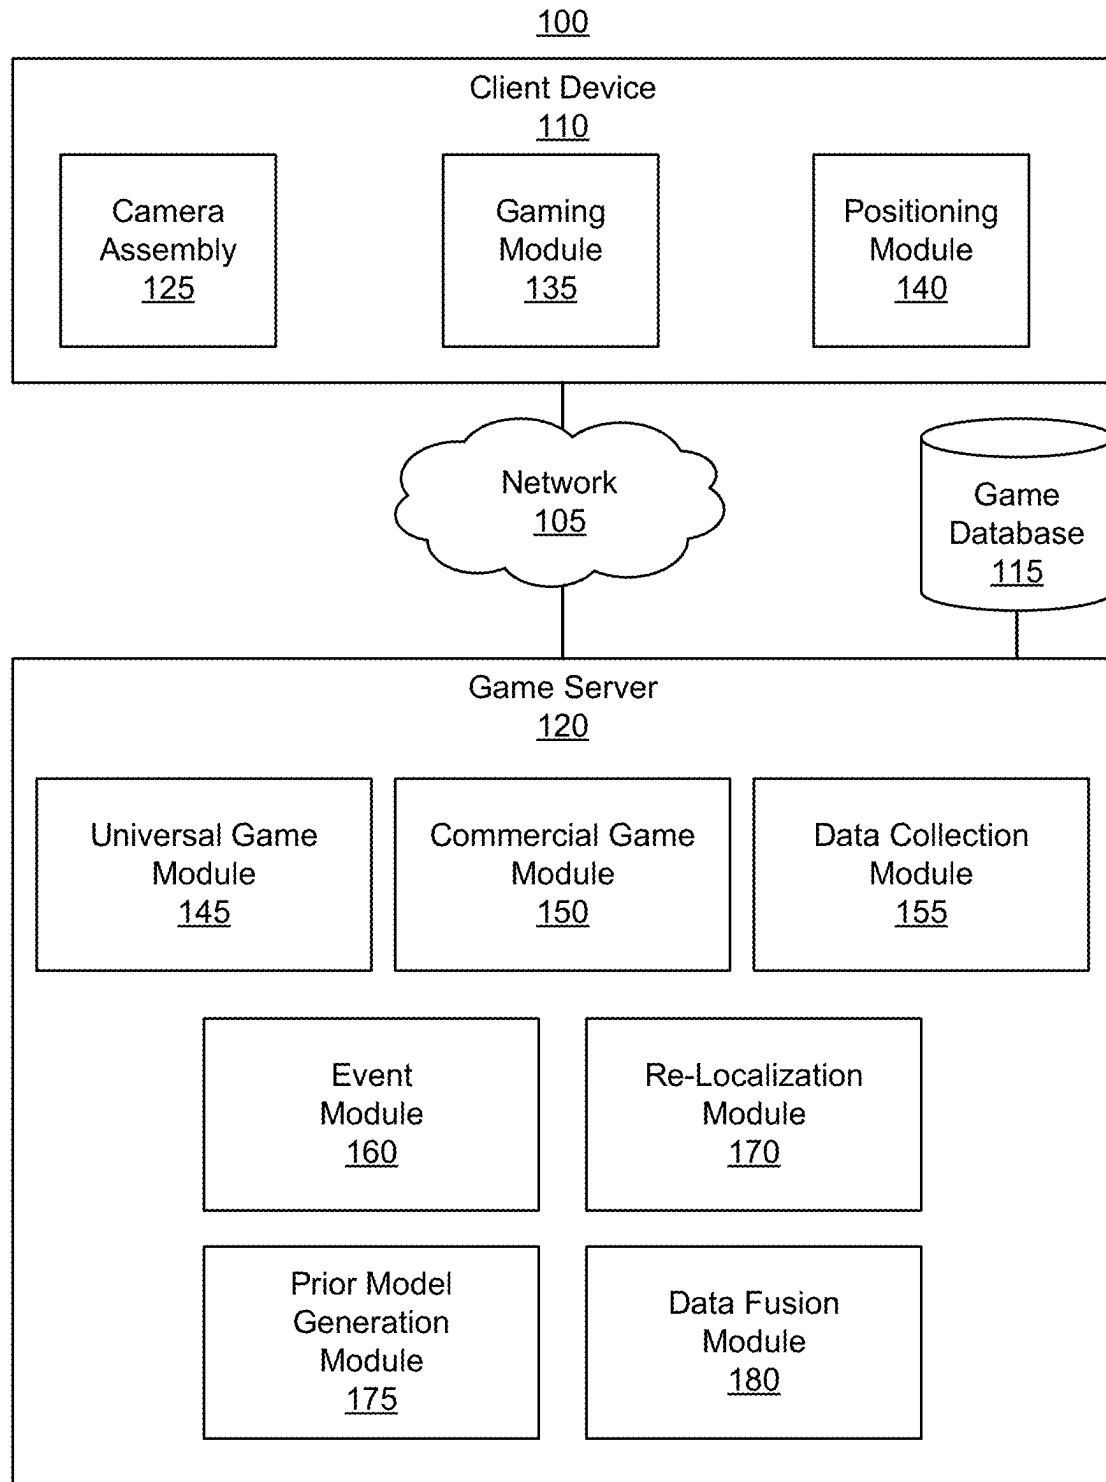 100
Client Device
110
Camera
Assembly
125
Gaming
Module
135
Positioning
Module
140
Network
105
Game
Database
115
Game Server
120
Universal Game
Module
145
Commercial Game
Module
150
Data Collection
Module
155
Event
Module
160
Re-Localization
Module
170
Prior Model
Generation
Module
175
Data Fusion
Module
180